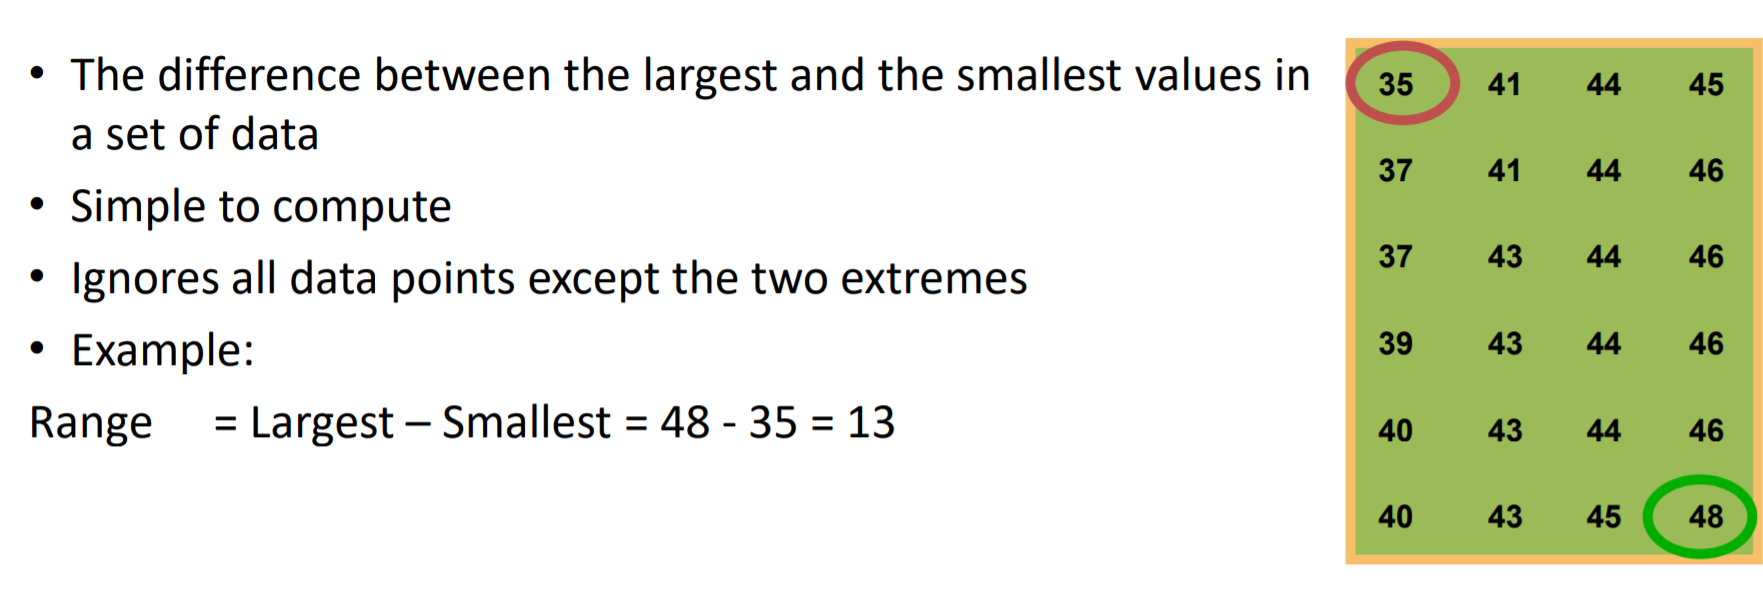 • The difference between the largest and the smallest values in
a set of data
• Simple to compute
• Ignores all data points except the two extremes
• Example:
Range = Largest – Smallest = 48 - 35 = 13
35 41 44 45
37 41 44 46
37 43 44 46
39 43 44 46
40 43 44 46
40 43 45 48